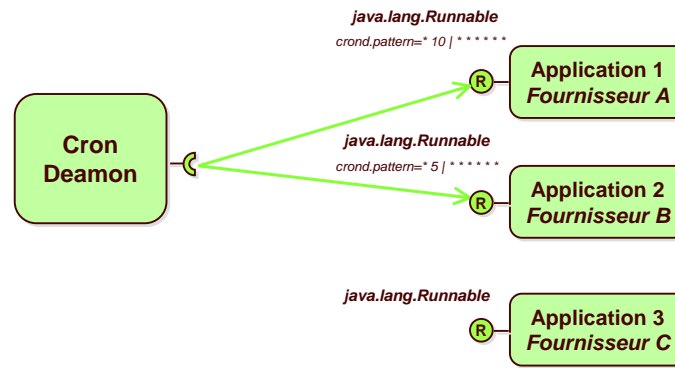 java.lang.Runnable
crond.pattern=* 10 | * * * * * *
R
Application 1
Fournisseur A
Cron
Deamon
java.lang.Runnable
crond.pattern=* 5 | * * * * * *
R
Application 2
Fournisseur B
java.lang.Runnable
R
Application 3
Fournisseur C